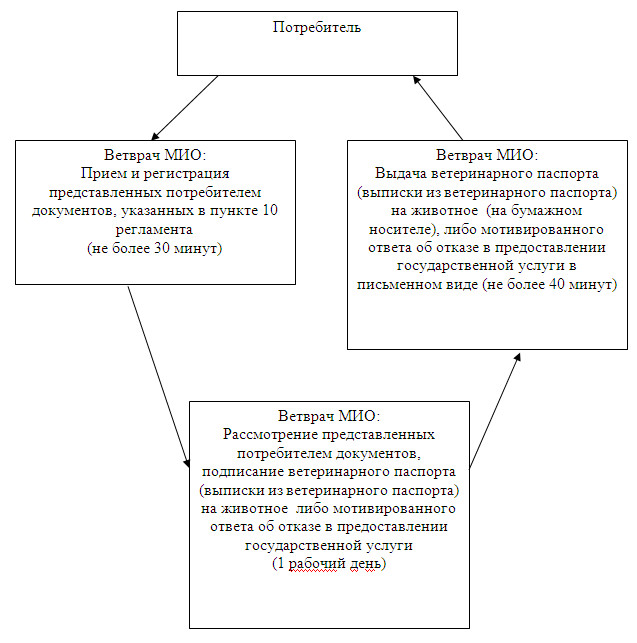 Потребитель
Ветврач МИО:
Прием и регистрация
представленных потребителем
документов, указанных в пункте 10
регламента
(не более 30 минут)
Ветврач МИО:
Выдача ветеринарного паспорта
(выписки из ветеринарного паспорта)
на животное (на бумажном
носителе), либо мотивированного
ответа об отказе в предоставлении
государственной услуги в
письменном виде (не более 40 минут)
Ветврач МИО:
Рассмотрение представленных
потребителем документов,
подписание ветеринарного паспорта
(выписки из ветеринарного паспорта)
на животное либо мотивированного
ответа об отказе в предоставлении
государственной услуги
(1 рабочий день)